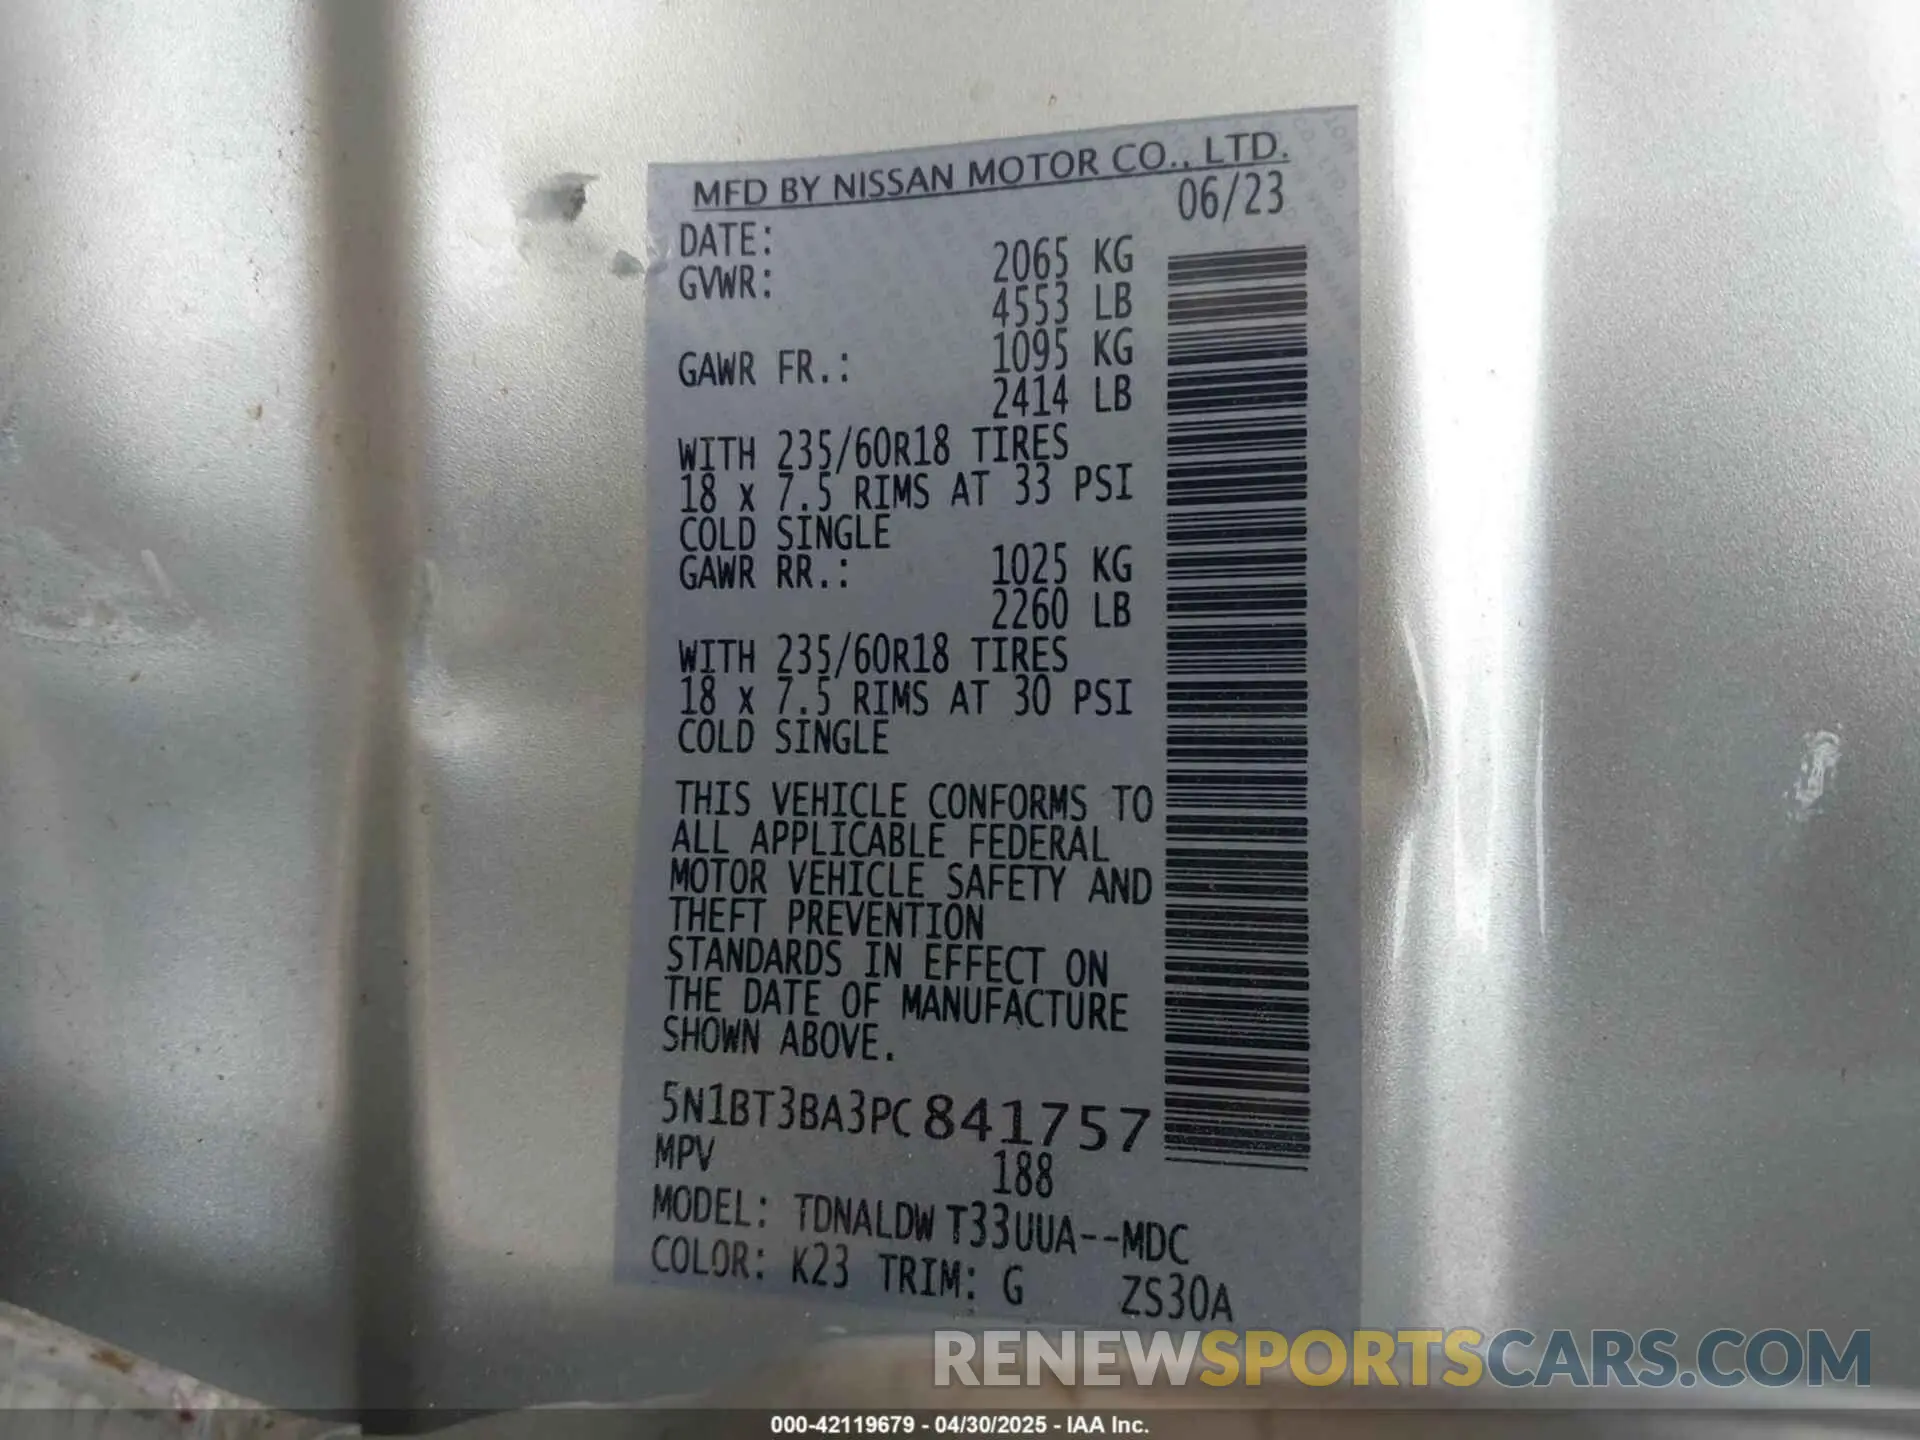 MFD BY NISSAN MOTOR CO., LTD.
DATE: 06/23
GVWR: 2065 KG
4553 LB
GAWR FR.: 1095 KG
2414 LB
WITH 235/60R18 TIRES
18 x 7.5 RIMS AT 33 PSI
COLD SINGLE
GAWR RR.: 1025 KG
2260 LB
WITH 235/60R18 TIRES
18 x 7.5 RIMS AT 30 PSI
COLD SINGLE
THIS VEHICLE CONFORMS TO
ALL APPLICABLE FEDERAL
MOTOR VEHICLE SAFETY AND
THEFT PREVENTION
STANDARDS IN EFFECT ON
THE DATE OF MANUFACTURE
SHOWN ABOVE.
5N1BT3BA3PC841757
MPV 188
MODEL: TDNALDW T33UUA--MDC
COLOR: K23 TRIM: G ZS30A
RENEWSPORTSCARS.COM
000-42119679 - 04/30/2025 - IAA Inc.